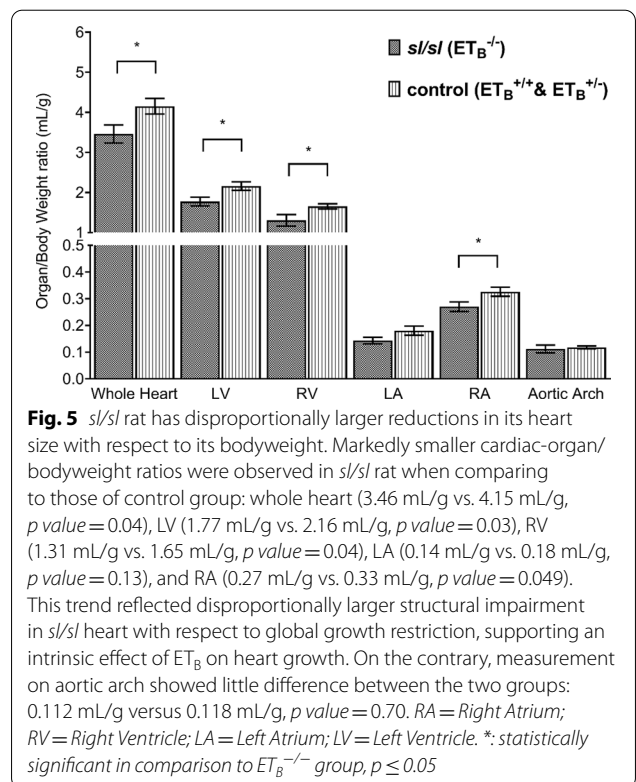 6
5
4
3
2
1
0.5
0.4
0.3
0.2
0.1
0.0
Organ/Body Weight ratio (mL/g)
*
*
*
*
sl/sl (ET_B^-/-)
control (ET_B^+/+ & ET_B^+/-)
Whole Heart LV RV LA RA Aortic Arch
Fig. 5 sl/sl rat has disproportionally larger reductions in its heart
size with respect to its bodyweight. Markedly smaller cardiac-organ/
bodyweight ratios were observed in sl/sl rat when comparing
to those of control group: whole heart (3.46 mL/g vs. 4.15 mL/g,
p value = 0.04), LV (1.77 mL/g vs. 2.16 mL/g, p value = 0.03), RV
(1.31 mL/g vs. 1.65 mL/g, p value = 0.04), LA (0.14 mL/g vs. 0.18 mL/g,
p value = 0.13), and RA (0.27 mL/g vs. 0.33 mL/g, p value = 0.049).
This trend reflected disproportionally larger structural impairment
in sl/sl heart with respect to global growth restriction, supporting an
intrinsic effect of ET_B on heart growth. On the contrary, measurement
on aortic arch showed little difference between the two groups:
0.112 mL/g versus 0.118 mL/g, p value = 0.70. RA = Right Atrium;
RV = Right Ventricle; LA = Left Atrium; LV = Left Ventricle. *: statistically
significant in comparison to ET_B^−/− group, p ≤ 0.05